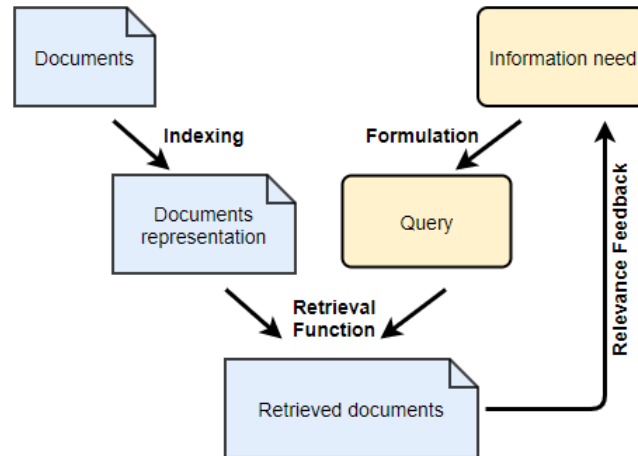 Documents
Information need
Indexing
Formulation
Documents
representation
Query
Retrieval
Function
Relevance Feedback
Retrieved documents